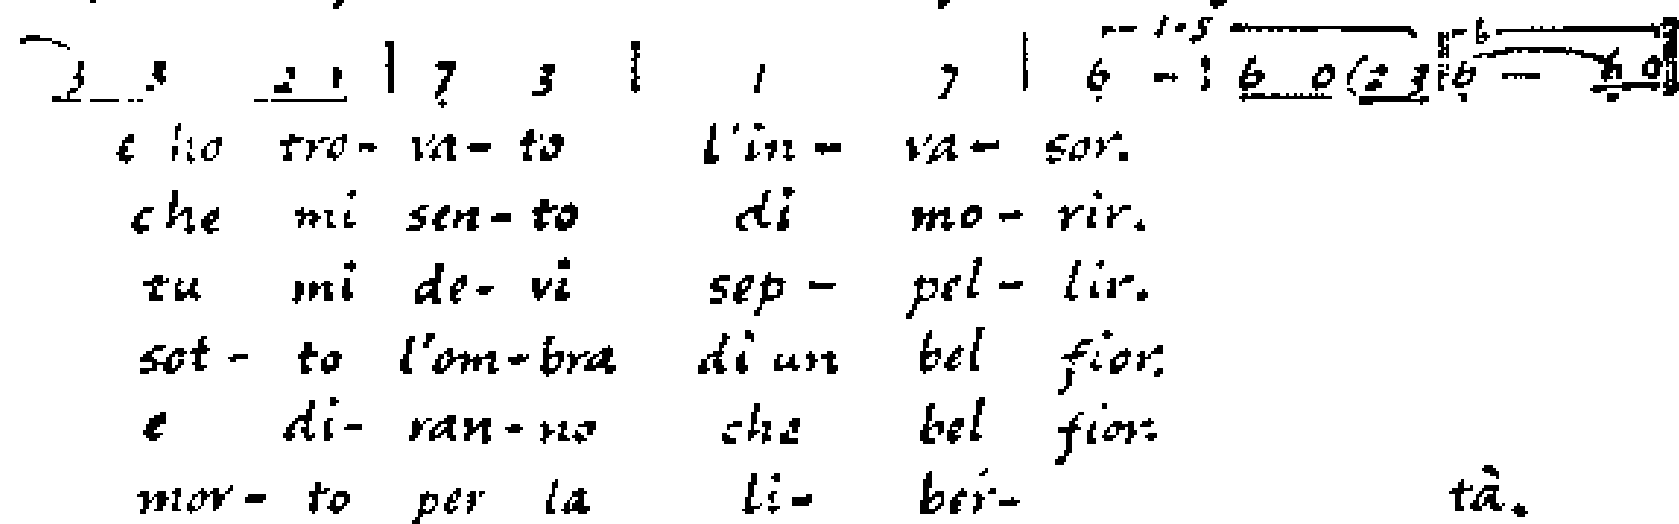 1-5 6
3 3 2 1 | 7 3 | 1 7 | 6 - | 6 0 (2 3 | 6 - 6 0
e ho tro- va- to l'in- va- sor.
che mi sen- to di mo- rir.
tu mi de- vi sep- pel- lir.
sot- to l'om- bra di un bel fior.
e di- ran- no che bel fior.
mor- to per la li- ber- tà.